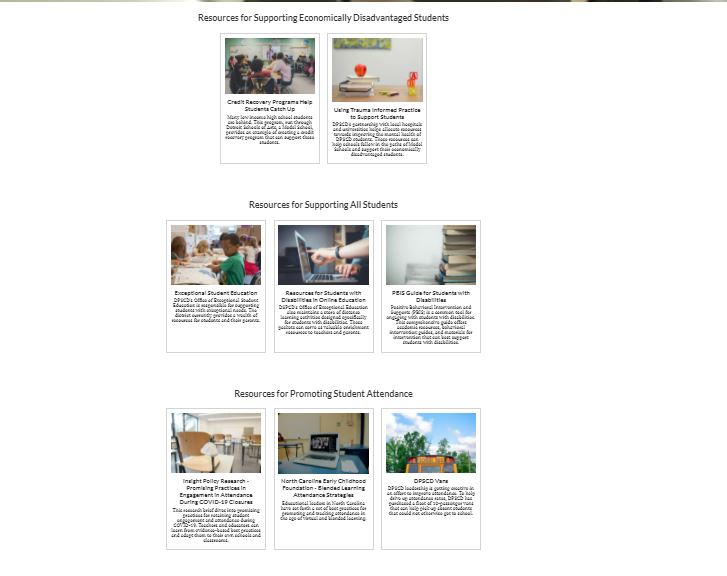 Resources for Supporting Economically Disadvantaged Students
Credit Recovery Programs Help
Students Catch Up
Many low income high school students
are behind. This program, run through
Detroit Schools of Arts, a Model School,
provides an example of creating a credit
recovery program that can support these
students.
Using Trauma Informed Practice
to Support Students
DPSCD's partnership with local hospitals
and universities helps allocate resources
towards improving the mental health of
DPSCD students. These resources can
help schools follow in the paths of Model
Schools and support their economically
disadvantaged students.
Resources for Supporting All Students
Exceptional Student Education
DPSCD's Office of Exceptional Student
Education is responsible for supporting
students with exceptional needs. The
district currently provides a wealth of
resources for students and their parents.
Resources for Students with
Disabilities in Online Education
DSPCD's Office of Exceptional Education
also maintains a store of distance
learning activities designed specifically
for students with disabilities. These
packets can serve as valuable enrichment
resources to teachers and parents.
PBIS Guide for Students with
Disabilities
Positive Behavioral Intervention and
Supports (PBIS) is a common tool for
engaging with students with disabilities.
This comprehensive guide offers
academic resources, behavioral
intervention guides, and materials for
intervention that can best support
students with disabilities.
Resources for Promoting Student Attendance
Insight Policy Research -
Promising Practices in
Engagement in Attendance
During COVID-19 Closures
This research brief dives into promising
practices for retaining student
engagement and attendance during
COVID-19. Teachers and educators can
learn from evidence-based best practices
and adapt them to their own schools and
classrooms.
North Carolina Early Childhood
Foundation - Blended Learning
Attendance Strategies
Educational leaders in North Carolina
have set forth a set of best practices for
promoting and tracking attendance in
the age of virtual and blended learning.
DPSCD Vans
DPSCD leadership is getting creative in
an effort to improve attendance. To help
drive up attendance rates, DPSCD has
purchased a fleet of 10-passenger vans
that can help pick up absent students
that could not otherwise get to school.